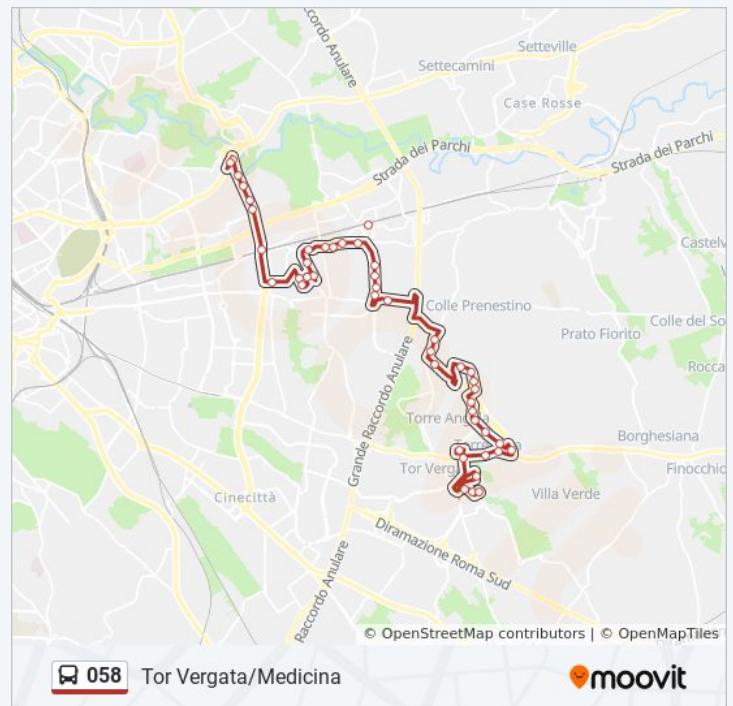 Raccordo Anulare
Setteville
Settecamini
Case Rosse
Strada dei Parchi
Strada dei Parchi
Castelv
Colle Prenestino
Colle del So
Prato Fiorito
Rocca
Grande Raccordo Anulare
Torre Angela
Borghesiana
Tor Verga
Finocchio
Cinecittà
Villa Verde
Diramazione Roma Sud
Raccordo Anulare
© OpenStreetMap contributors | © OpenMapTiles
058 Tor Vergata/Medicina
moovit